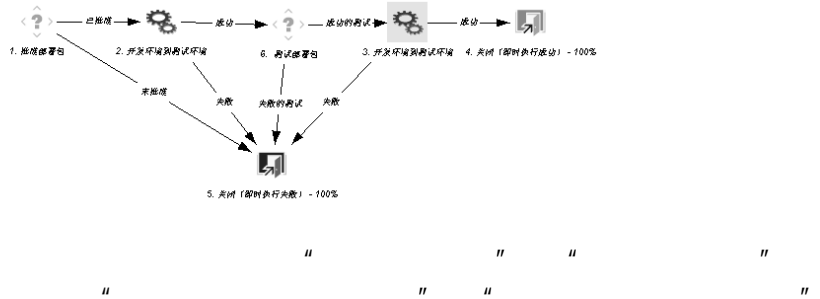 已批准 成功 成功的测试 成功
1. 批准部署包 2. 开发环境到测试环境 6. 测试部署包 3. 开发环境到测试环境 4. 关闭（即时执行成功） - 100%
未批准 失败 失败的测试 失败
5. 关闭（即时执行失败） - 100%
“ ” “ ”
“ ” “ ”